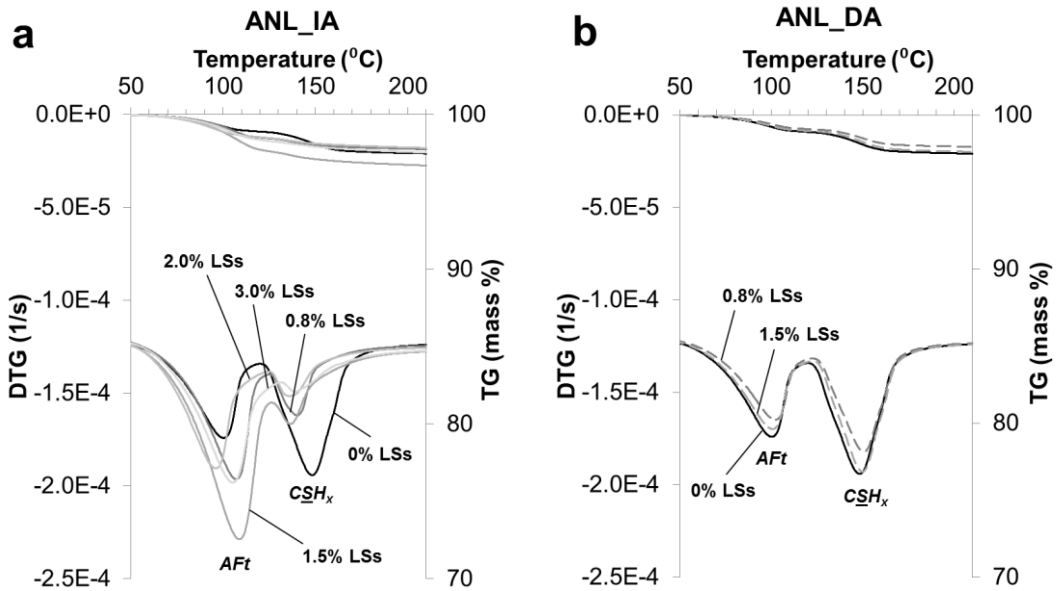 a
ANL_IA
Temperature (⁰C)
50 100 150 200
0.0E+0
-5.0E-5
-1.0E-4
-1.5E-4
-2.0E-4
-2.5E-4
DTG (1/s)
100
90
80
70
TG (mass %)
2.0% LSs
3.0% LSs
0.8% LSs
0% LSs
CSHx
1.5% LSs
AFt
b
ANL_DA
Temperature (⁰C)
50 100 150 200
0.0E+0
-5.0E-5
-1.0E-4
-1.5E-4
-2.0E-4
-2.5E-4
DTG (1/s)
100
90
80
70
TG (mass %)
0.8% LSs
1.5% LSs
AFt
0% LSs
CSHx